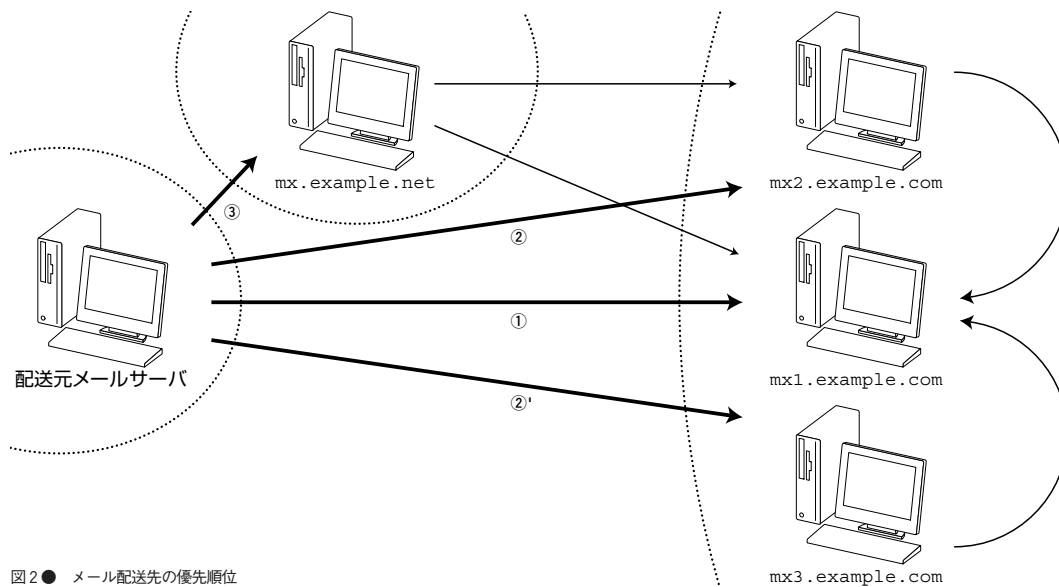 mx.example.net
③
mx2.example.com
②
①
配送元メールサーバ
mx1.example.com
②'
図2● メール配送先の優先順位
mx3.example.com